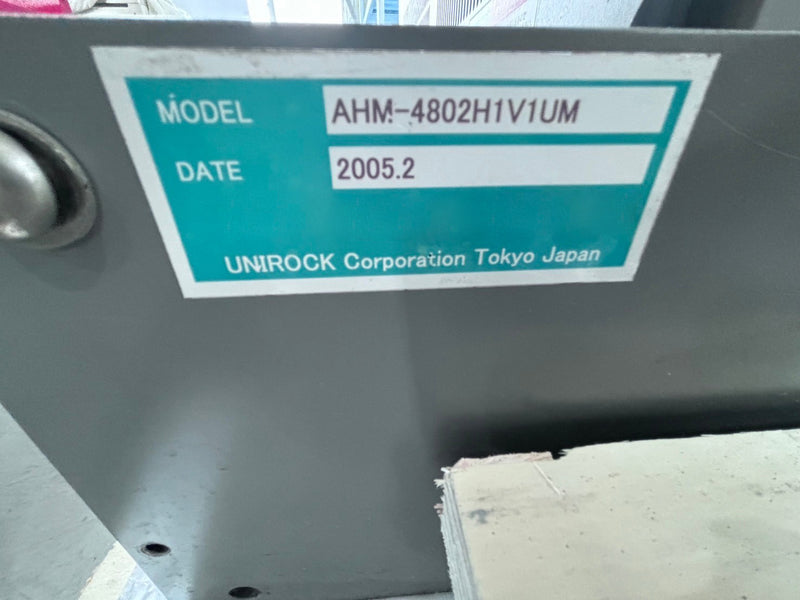 MODEL AHM-4802H1V1UM
DATE 2005.2
UNIROCK Corporation Tokyo Japan